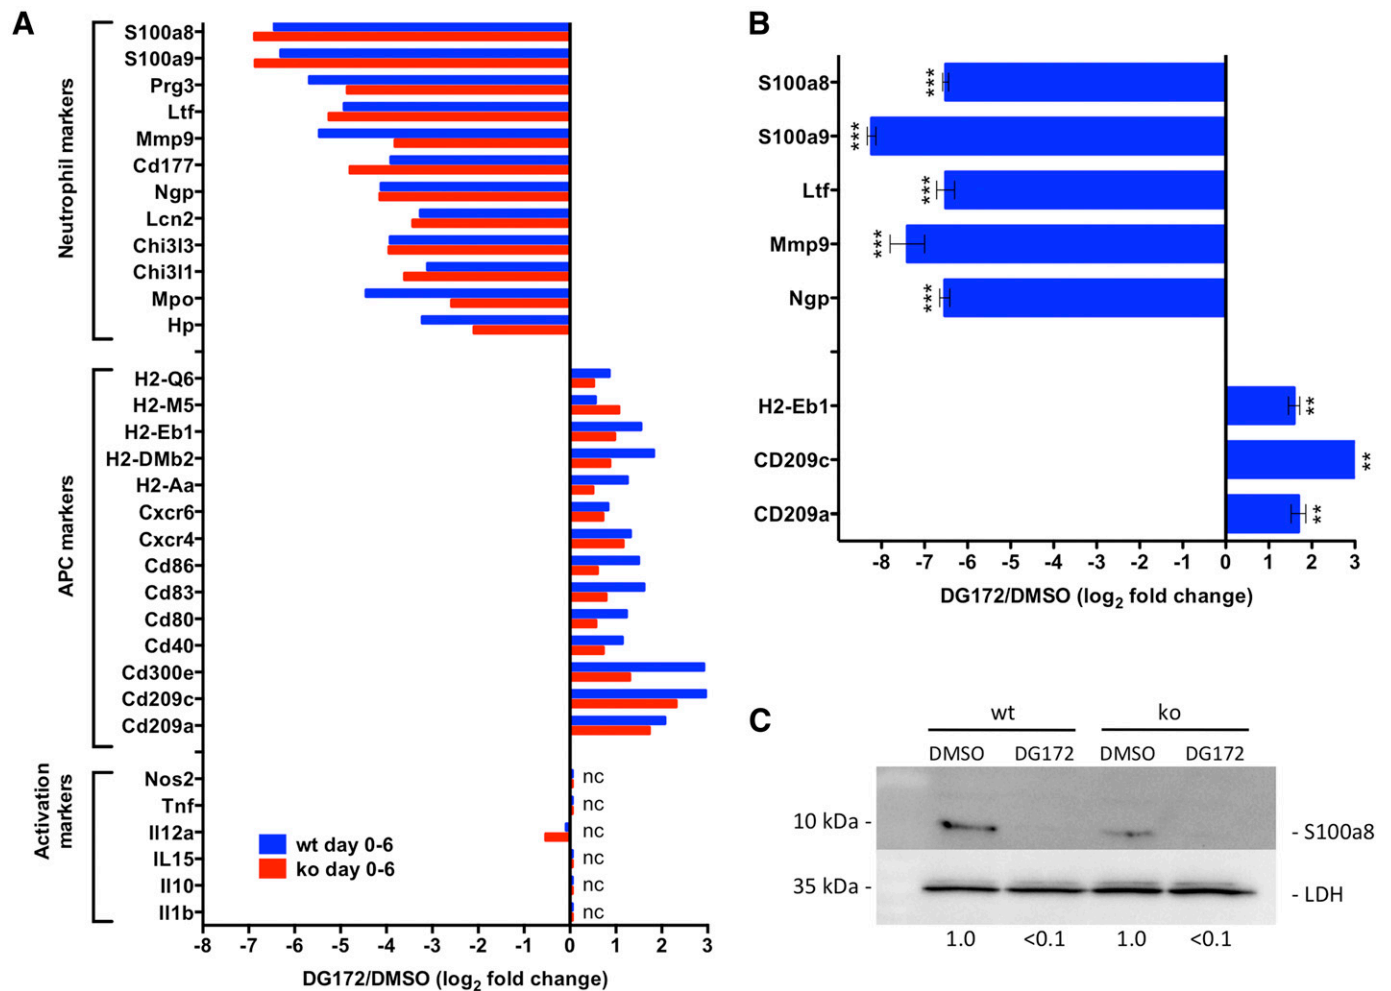 A
Neutrophil markers
S100a8
S100a9
Prg3
Ltf
Mmp9
Cd177
Ngp
Lcn2
Chi3l3
Chi3l1
Mpo
Hp
APC markers
H2-Q6
H2-M5
H2-Eb1
H2-DMb2
H2-Aa
Cxcr6
Cxcr4
Cd86
Cd83
Cd80
Cd40
Cd300e
Cd209c
Cd209a
Activation
markers
Nos2 nc
Tnf nc
Il12a nc
IL15 nc
Il10 nc
Il1b nc
wt day 0-6
ko day 0-6
-8 -7 -6 -5 -4 -3 -2 -1 0 1 2 3
DG172/DMSO (log2 fold change)
B
S100a8 ***
S100a9 ***
Ltf ***
Mmp9 ***
Ngp ***
H2-Eb1 **
CD209c **
CD209a **
-8 -7 -6 -5 -4 -3 -2 -1 0 1 2 3
DG172/DMSO (log2 fold change)
C
wt ko
DMSO DG172 DMSO DG172
10 kDa - - S100a8
35 kDa - - LDH
1.0 <0.1 1.0 <0.1